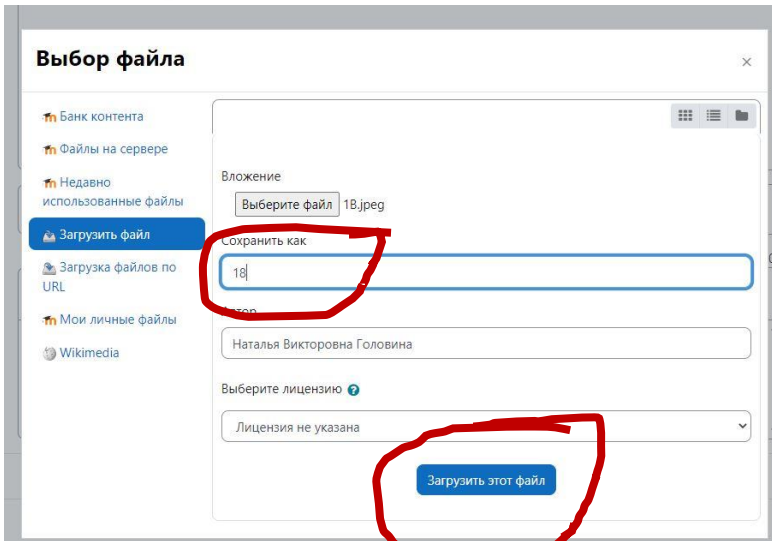 Выбор файла
×
Банк контента
Файлы на сервере
Недавно
использованные файлы
Загрузить файл
Загрузка файлов по
URL
Мои личные файлы
Wikimedia
Вложение
Выберите файл 1В.jpeg
Сохранить как
18
Автор
Наталья Викторовна Головина
Выберите лицензию ?
Лицензия не указана
Загрузить этот файл